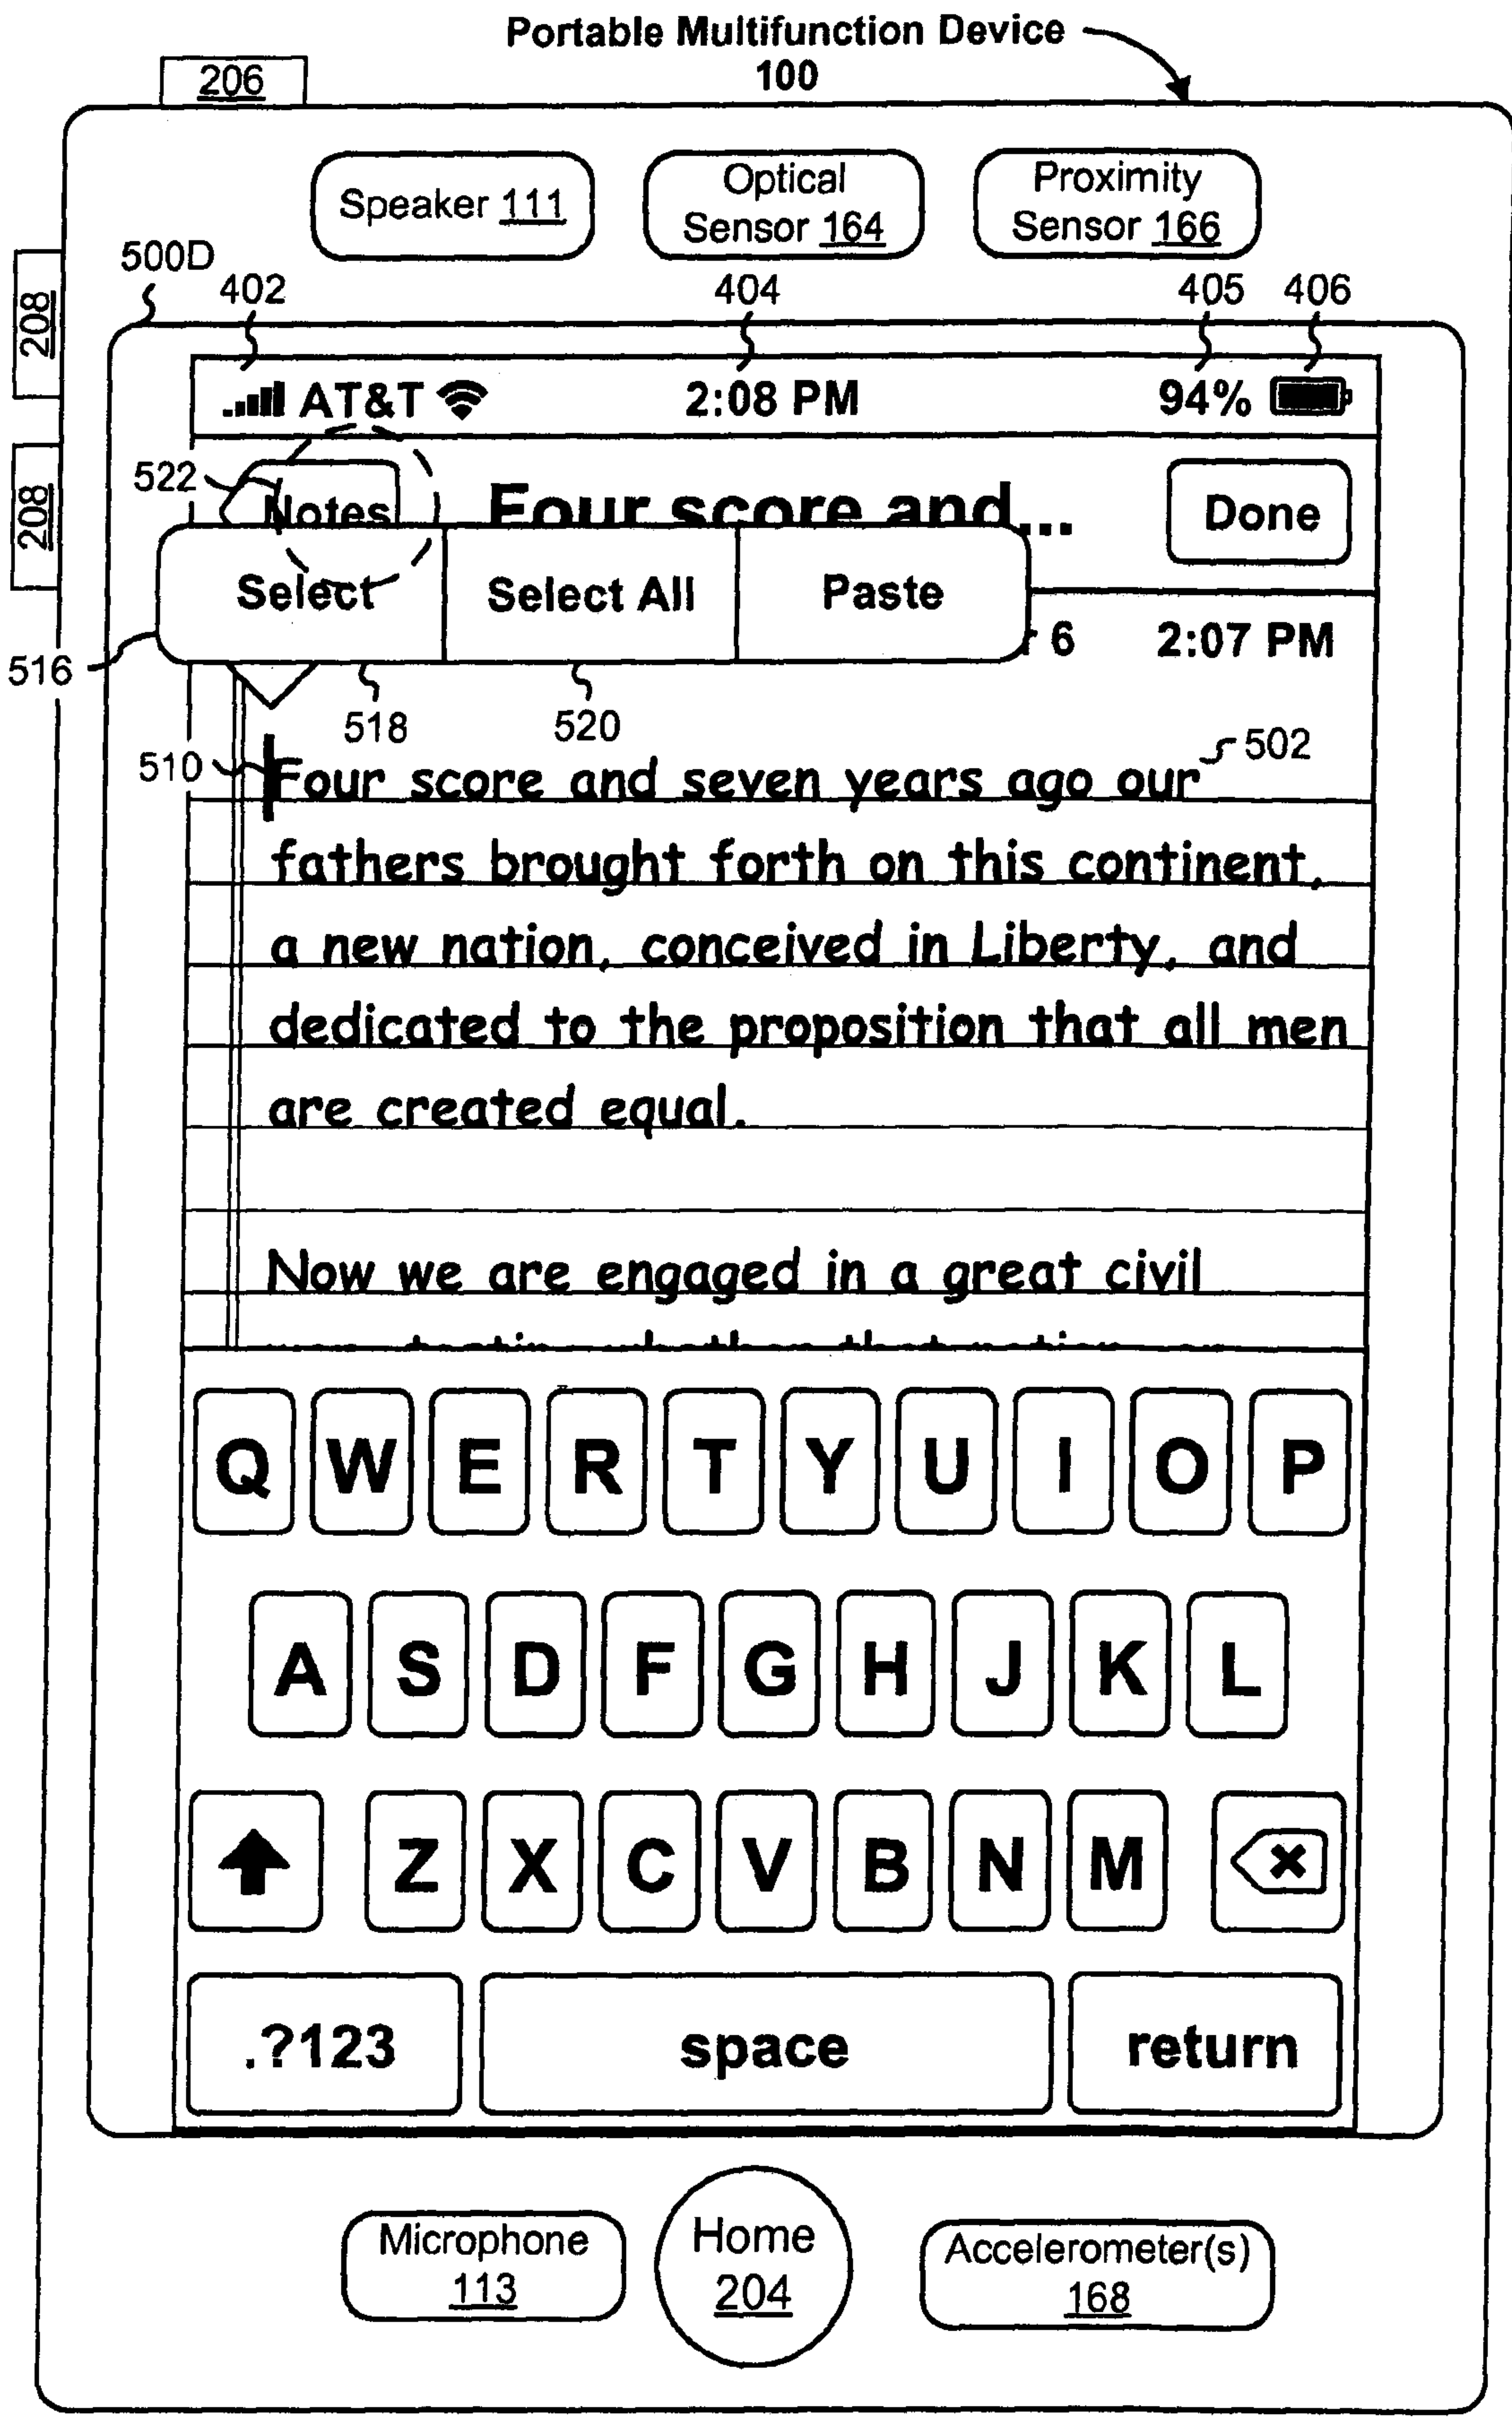 Portable Multifunction Device
100
206
Speaker 111
Optical
Sensor 164
Proximity
Sensor 166
500D
402
404
405
406
208
208
AT&T
2:08 PM
94%
522
Notes
Four score and...
Done
Select
Select All
Paste
r 6
2:07 PM
516
518
520
510
502
Four score and seven years ago our
fathers brought forth on this continent,
a new nation, conceived in Liberty, and
dedicated to the proposition that all men
are created equal.
Now we are engaged in a great civil
Q W E R T Y U I O P
A S D F G H J K L
Z X C V B N M
.?123
space
return
Microphone
113
Home
204
Accelerometer(s)
168